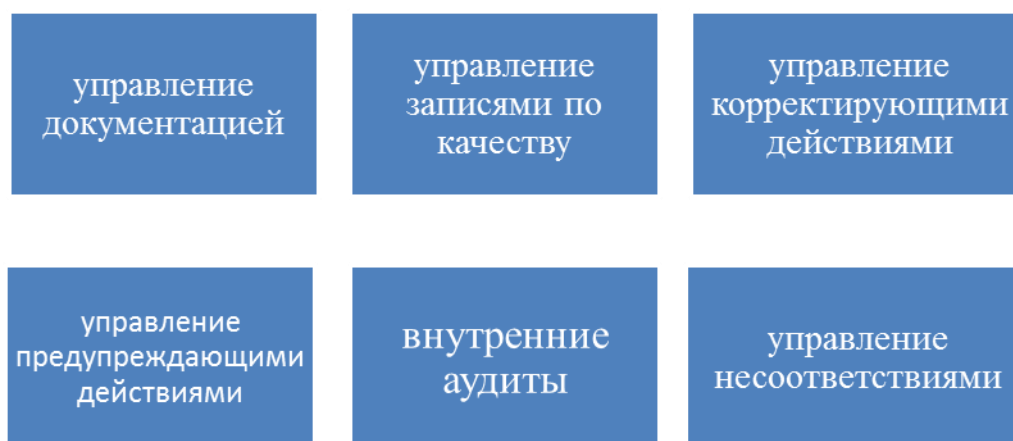 управление
документацией
управление
записями по
качеству
управление
корректирующими
действиями
управление
предупреждающими
действиями
внутренние
аудиты
управление
несоответствиями